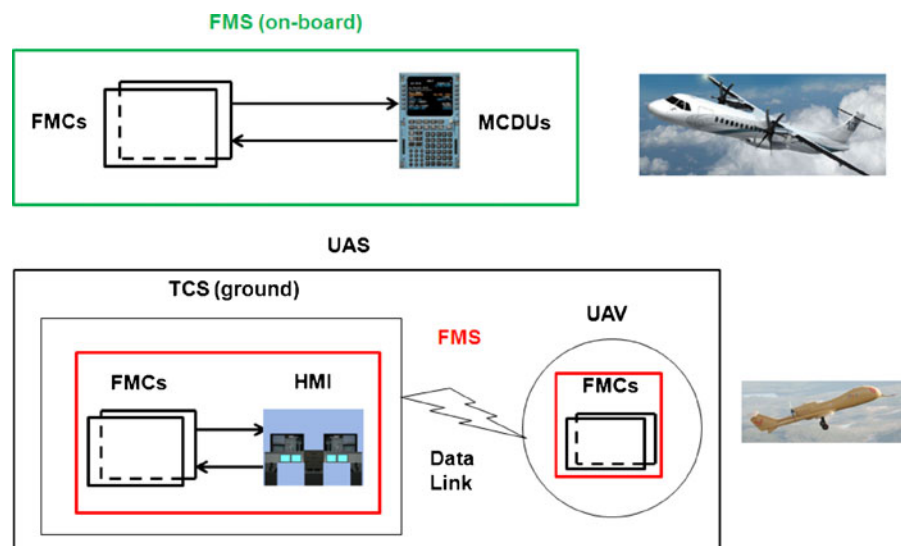 FMS (on-board)
FMCs
MCDUs
UAS
TCS (ground)
UAV
FMS
FMCs
HMI
FMCs
Data
Link